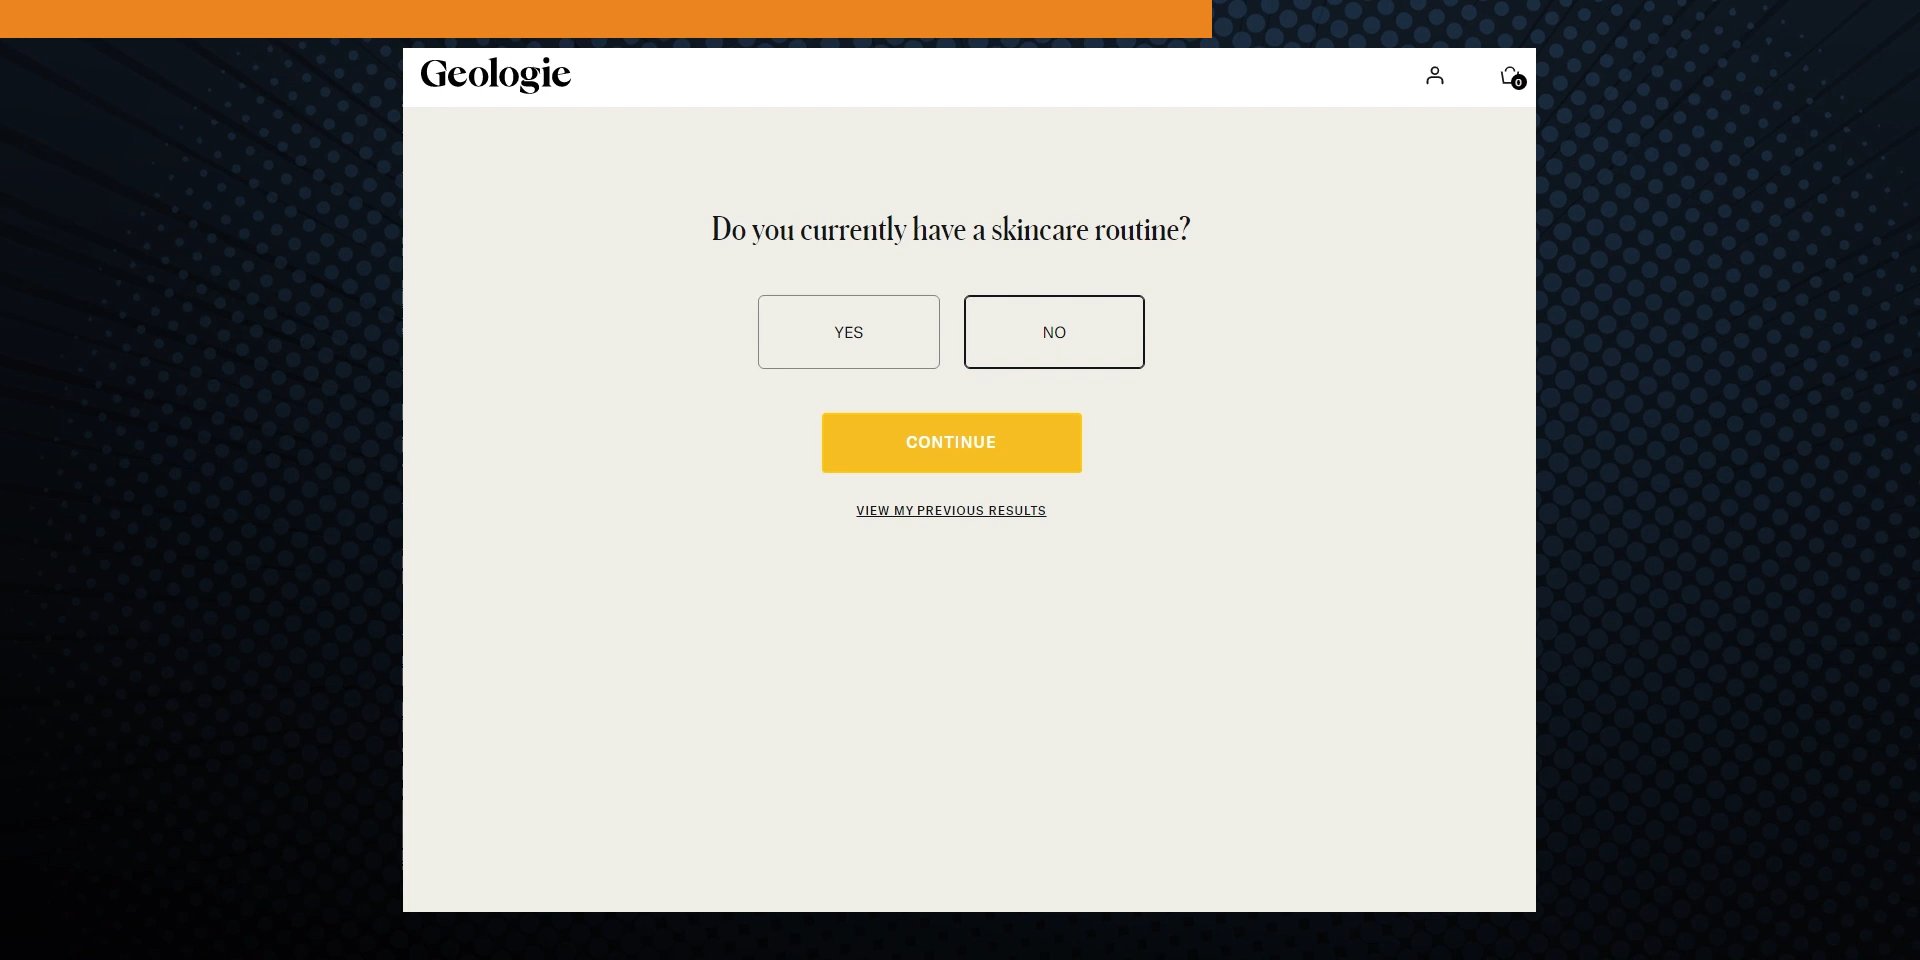 Geologie
0
Do you currently have a skincare routine?
YES
NO
CONTINUE
VIEW MY PREVIOUS RESULTS